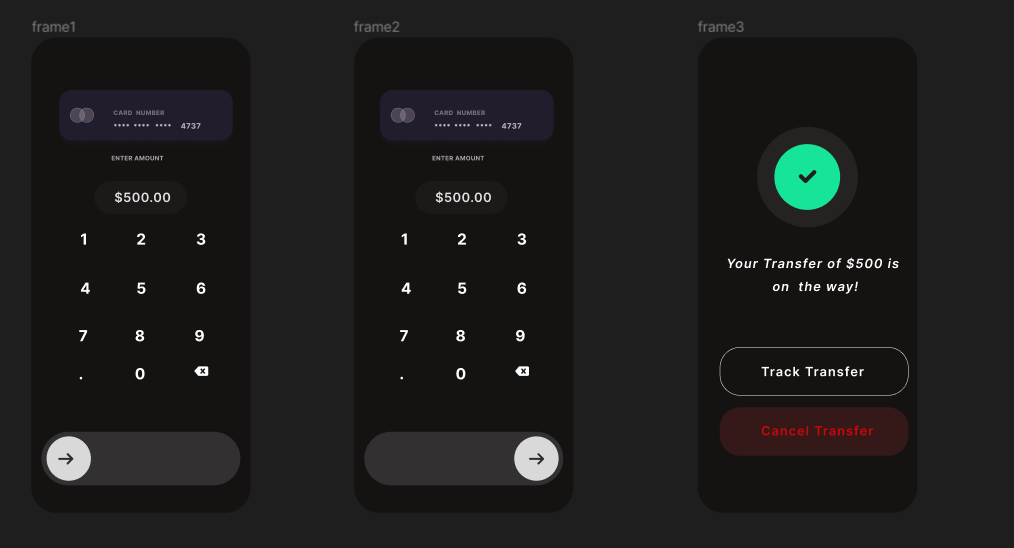 frame1
CARD NUMBER
•••• •••• •••• 4737
ENTER AMOUNT
$500.00
1 2 3
4 5 6
7 8 9
. 0
frame2
CARD NUMBER
•••• •••• •••• 4737
ENTER AMOUNT
$500.00
1 2 3
4 5 6
7 8 9
. 0
frame3
Your Transfer of $500 is
on the way!
Track Transfer
Cancel Transfer